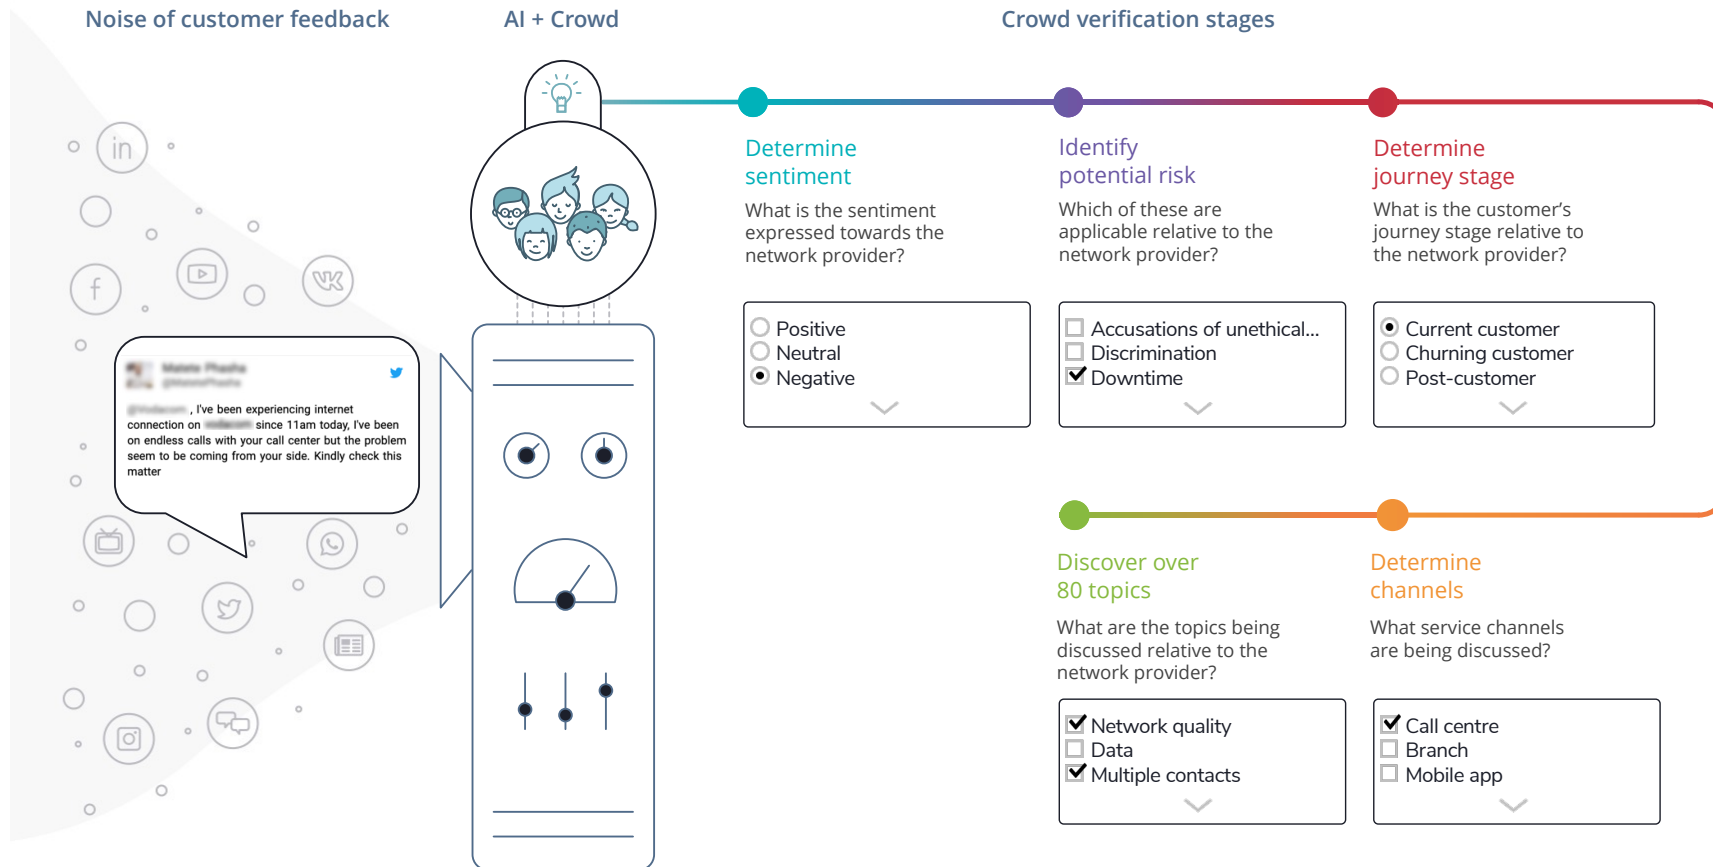 Noise of customer feedback
AI + Crowd
Crowd verification stages
in
f
VK
, I've been experiencing internet
connection on since 11am today, I've been
on endless calls with your call center but the problem
seem to be coming from your side. Kindly check this
matter
Determine
sentiment
What is the sentiment
expressed towards the
network provider?
Positive
Neutral
Negative
Identify
potential risk
Which of these are
applicable relative to the
network provider?
Accusations of unethical...
Discrimination
Downtime
Determine
journey stage
What is the customer’s
journey stage relative to
the network provider?
Current customer
Churning customer
Post-customer
Discover over
80 topics
What are the topics being
discussed relative to the
network provider?
Network quality
Data
Multiple contacts
Determine
channels
What service channels
are being discussed?
Call centre
Branch
Mobile app